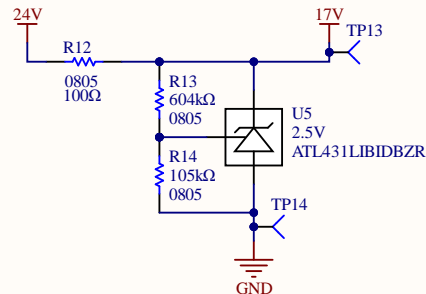 24V
17V
R12
TP13
0805
100Ω
R13
604kΩ
0805
U5
2.5V
ATL431LIBIDBZR
R14
105kΩ
0805
TP14
GND